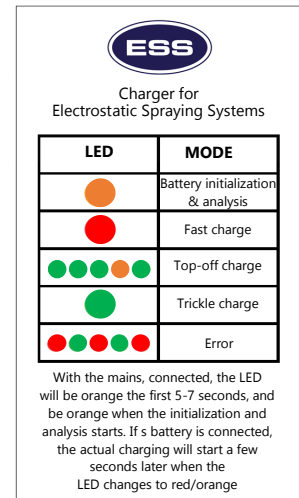 ESS
Charger for
Electrostatic Spraying Systems
LED MODE
Battery initialization
& analysis
Fast charge
Top-off charge
Trickle charge
Error
With the mains, connected, the LED
will be orange the first 5-7 seconds, and
be orange when the initialization and
analysis starts. If s battery is connected,
the actual charging will start a few
seconds later when the
LED changes to red/orange